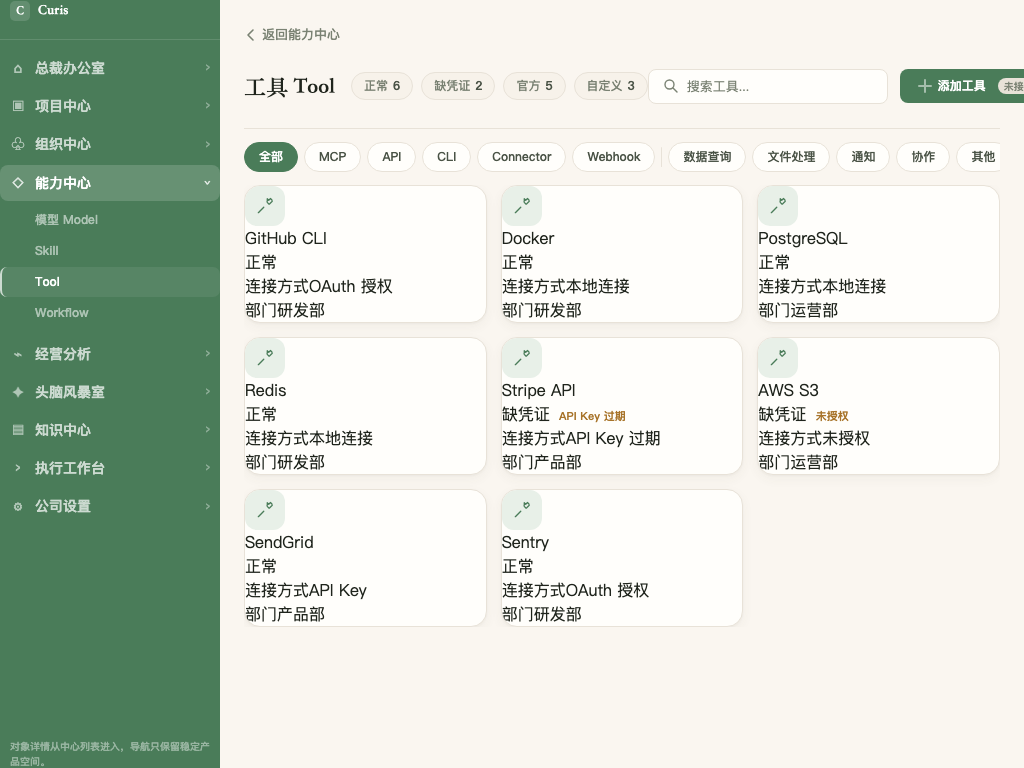 C Curis
总裁办公室
项目中心
组织中心
能力中心
模型 Model
Skill
Tool
Workflow
经营分析
头脑风暴室
知识中心
执行工作台
公司设置
对象详情从中心列表进入，导航只保留稳定产
品空间。
返回能力中心
工具 Tool 正常 6 缺凭证 2 官方 5 自定义 3 搜索工具... 添加工具 未接
全部 MCP API CLI Connector Webhook 数据查询 文件处理 通知 协作 其他
GitHub CLI
正常
连接方式OAuth 授权
部门研发部
Docker
正常
连接方式本地连接
部门研发部
PostgreSQL
正常
连接方式本地连接
部门运营部
Redis
正常
连接方式本地连接
部门研发部
Stripe API
缺凭证 API Key 过期
连接方式API Key 过期
部门产品部
AWS S3
缺凭证 未授权
连接方式未授权
部门运营部
SendGrid
正常
连接方式API Key
部门产品部
Sentry
正常
连接方式OAuth 授权
部门研发部